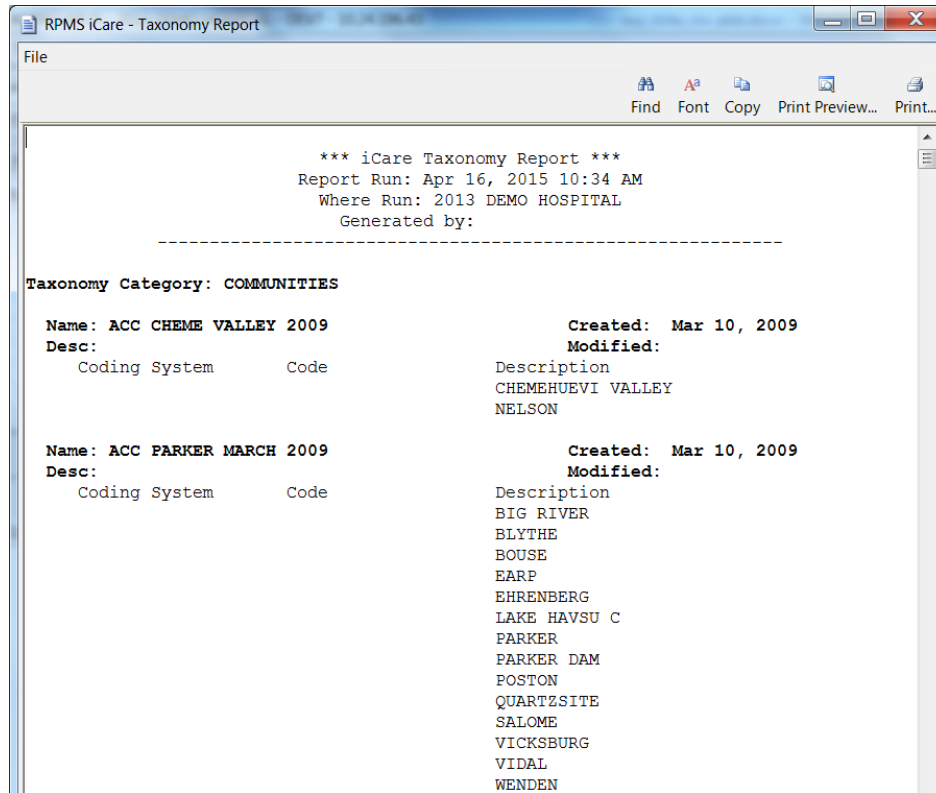 RPMS iCare - Taxonomy Report
File
Find Font Copy Print Preview... Print...
*** iCare Taxonomy Report ***
Report Run: Apr 16, 2015 10:34 AM
Where Run: 2013 DEMO HOSPITAL
Generated by:
------------------------------------------------------------
Taxonomy Category: COMMUNITIES
Name: ACC CHEME VALLEY 2009 Created: Mar 10, 2009
Desc: Modified:
Coding System Code Description
CHEMEHUEVI VALLEY
NELSON
Name: ACC PARKER MARCH 2009 Created: Mar 10, 2009
Desc: Modified:
Coding System Code Description
BIG RIVER
BLYTHE
BOUSE
EARP
EHRENBERG
LAKE HAVSU C
PARKER
PARKER DAM
POSTON
QUARTZSITE
SALOME
VICKSBURG
VIDAL
WENDEN